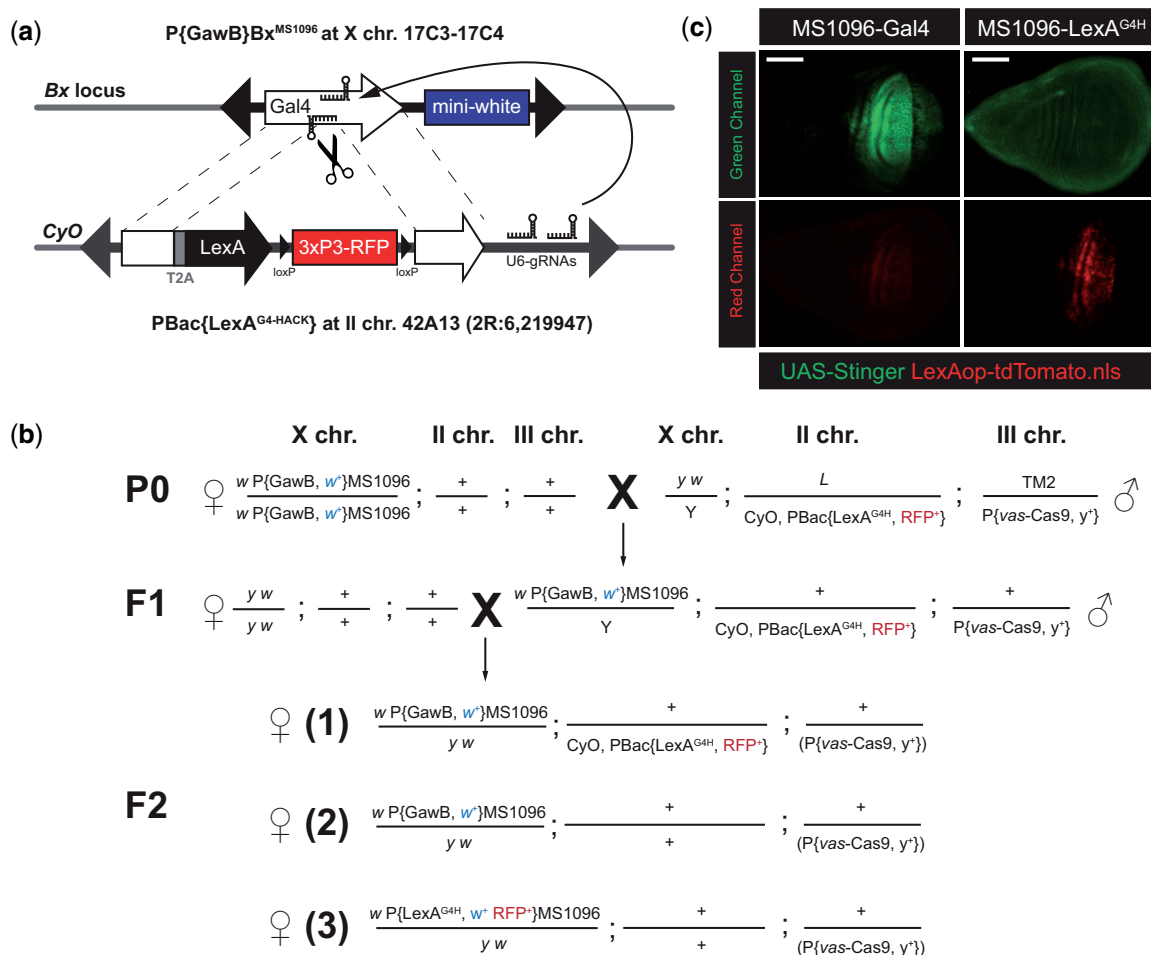 (a)
P{GawB}Bx^MS1096 at X chr. 17C3-17C4
Bx locus
Gal4
mini-white
CyO
LexA
3xP3-RFP
T2A
loxP
loxP
U6-gRNAs
PBac{LexA^G4-HACK} at II chr. 42A13 (2R:6,219947)
(c)
MS1096-Gal4 MS1096-LexA^G4H
Green Channel
Red Channel
UAS-Stinger LexAop-tdTomato.nls
(b)
X chr. II chr. III chr. X chr. II chr. III chr.
P0 ♀ w P{GawB, w⁺}MS1096 / w P{GawB, w⁺}MS1096 ; + / + ; + / + X y w / Y ; L / CyO, PBac{LexA^G4H, RFP⁺} ; TM2 / P{vas-Cas9, y⁺} ♂
F1 ♀ y w / y w ; + / + ; + / + X w P{GawB, w⁺}MS1096 / Y ; + / CyO, PBac{LexA^G4H, RFP⁺} ; + / P{vas-Cas9, y⁺} ♂
F2
♀ (1) w P{GawB, w⁺}MS1096 / y w ; + / CyO, PBac{LexA^G4H, RFP⁺} ; + / (P{vas-Cas9, y⁺})
♀ (2) w P{GawB, w⁺}MS1096 / y w ; + / + ; + / (P{vas-Cas9, y⁺})
♀ (3) w P{LexA^G4H, w⁺ RFP⁺}MS1096 / y w ; + / + ; + / (P{vas-Cas9, y⁺})